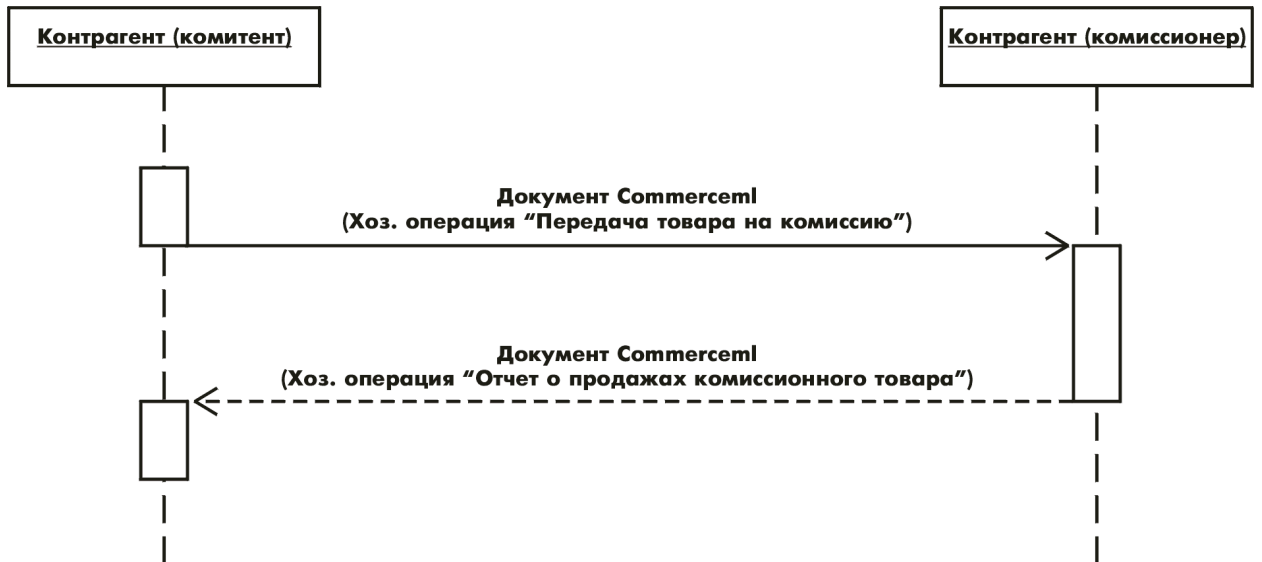 Контрагент (комитент)
Контрагент (комиссионер)
Документ Commerceml
(Хоз. операция “Передача товара на комиссию”)
Документ Commerceml
(Хоз. операция “Отчет о продажах комиссионного товара”)